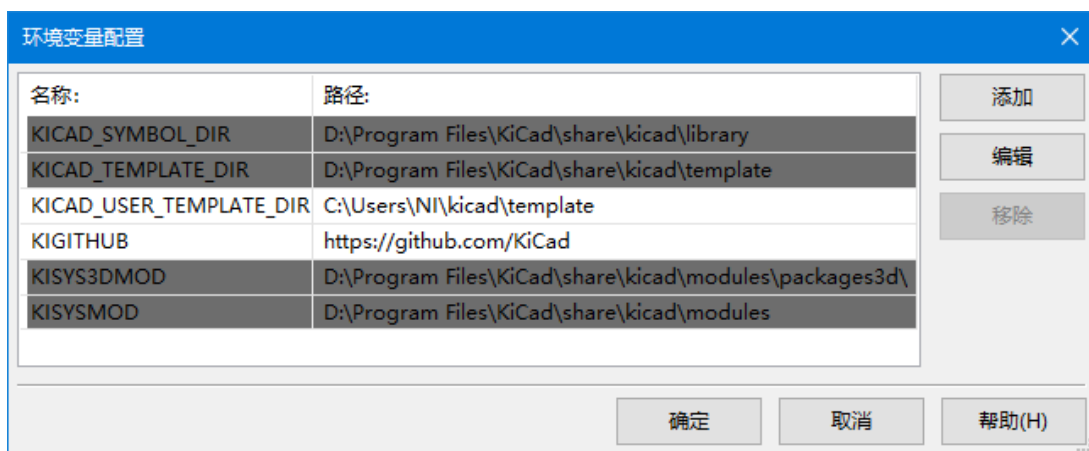 环境变量配置
名称: 路径:
添加
KICAD_SYMBOL_DIR D:\Program Files\KiCad\share\kicad\library
KICAD_TEMPLATE_DIR D:\Program Files\KiCad\share\kicad\template
编辑
KICAD_USER_TEMPLATE_DIR C:\Users\NI\kicad\template
移除
KIGITHUB https://github.com/KiCad
KISYS3DMOD D:\Program Files\KiCad\share\kicad\modules\packages3d\
KISYSMOD D:\Program Files\KiCad\share\kicad\modules
确定 取消 帮助(H)